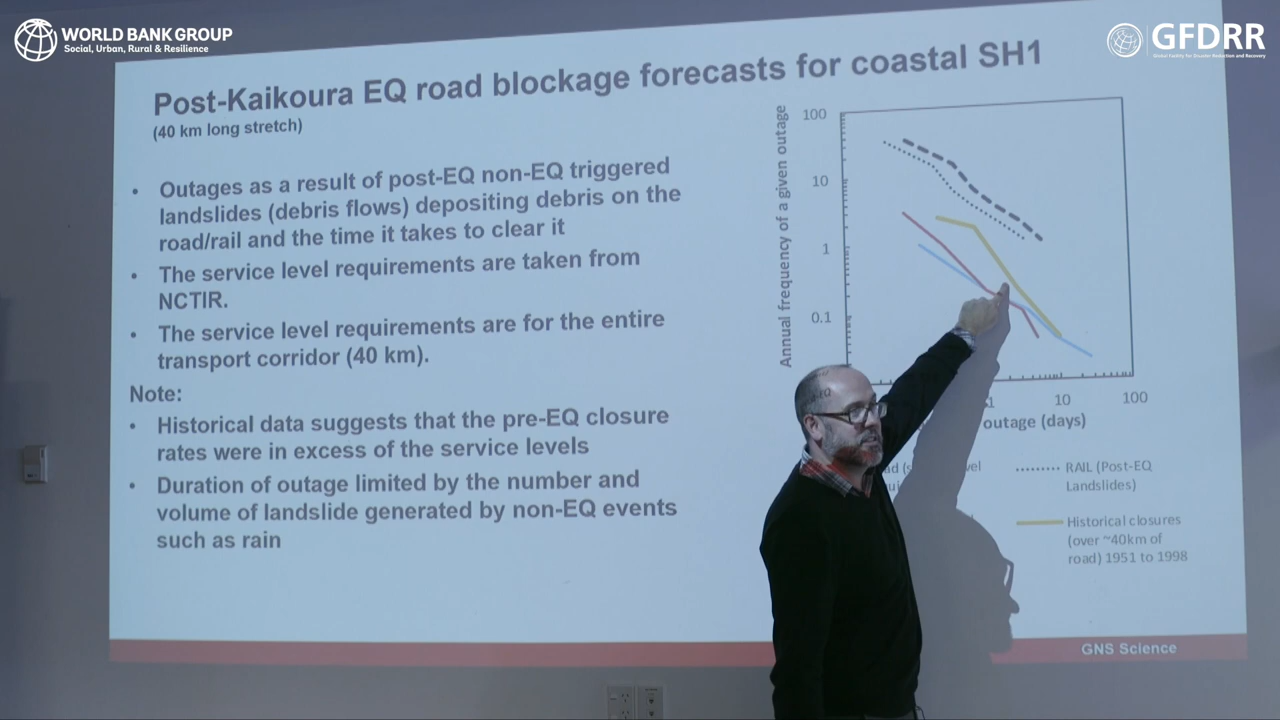 WORLD BANK GROUP
Social, Urban, Rural & Resilience
GFDRR
Global Facility for Disaster Reduction and Recovery
Post-Kaikoura EQ road blockage forecasts for coastal SH1
(40 km long stretch)
• Outages as a result of post-EQ non-EQ triggered
landslides (debris flows) depositing debris on the
road/rail and the time it takes to clear it
• The service level requirements are taken from
NCTIR.
• The service level requirements are for the entire
transport corridor (40 km).
Note:
• Historical data suggests that the pre-EQ closure
rates were in excess of the service levels
• Duration of outage limited by the number and
volume of landslide generated by non-EQ events
such as rain
Annual frequency of a given outage
100
10
1
0.1
1
10
100
outage (days)
RAIL (Post-EQ
Landslides)
Historical closures
(over ~40km of
road) 1951 to 1998
GNS Science